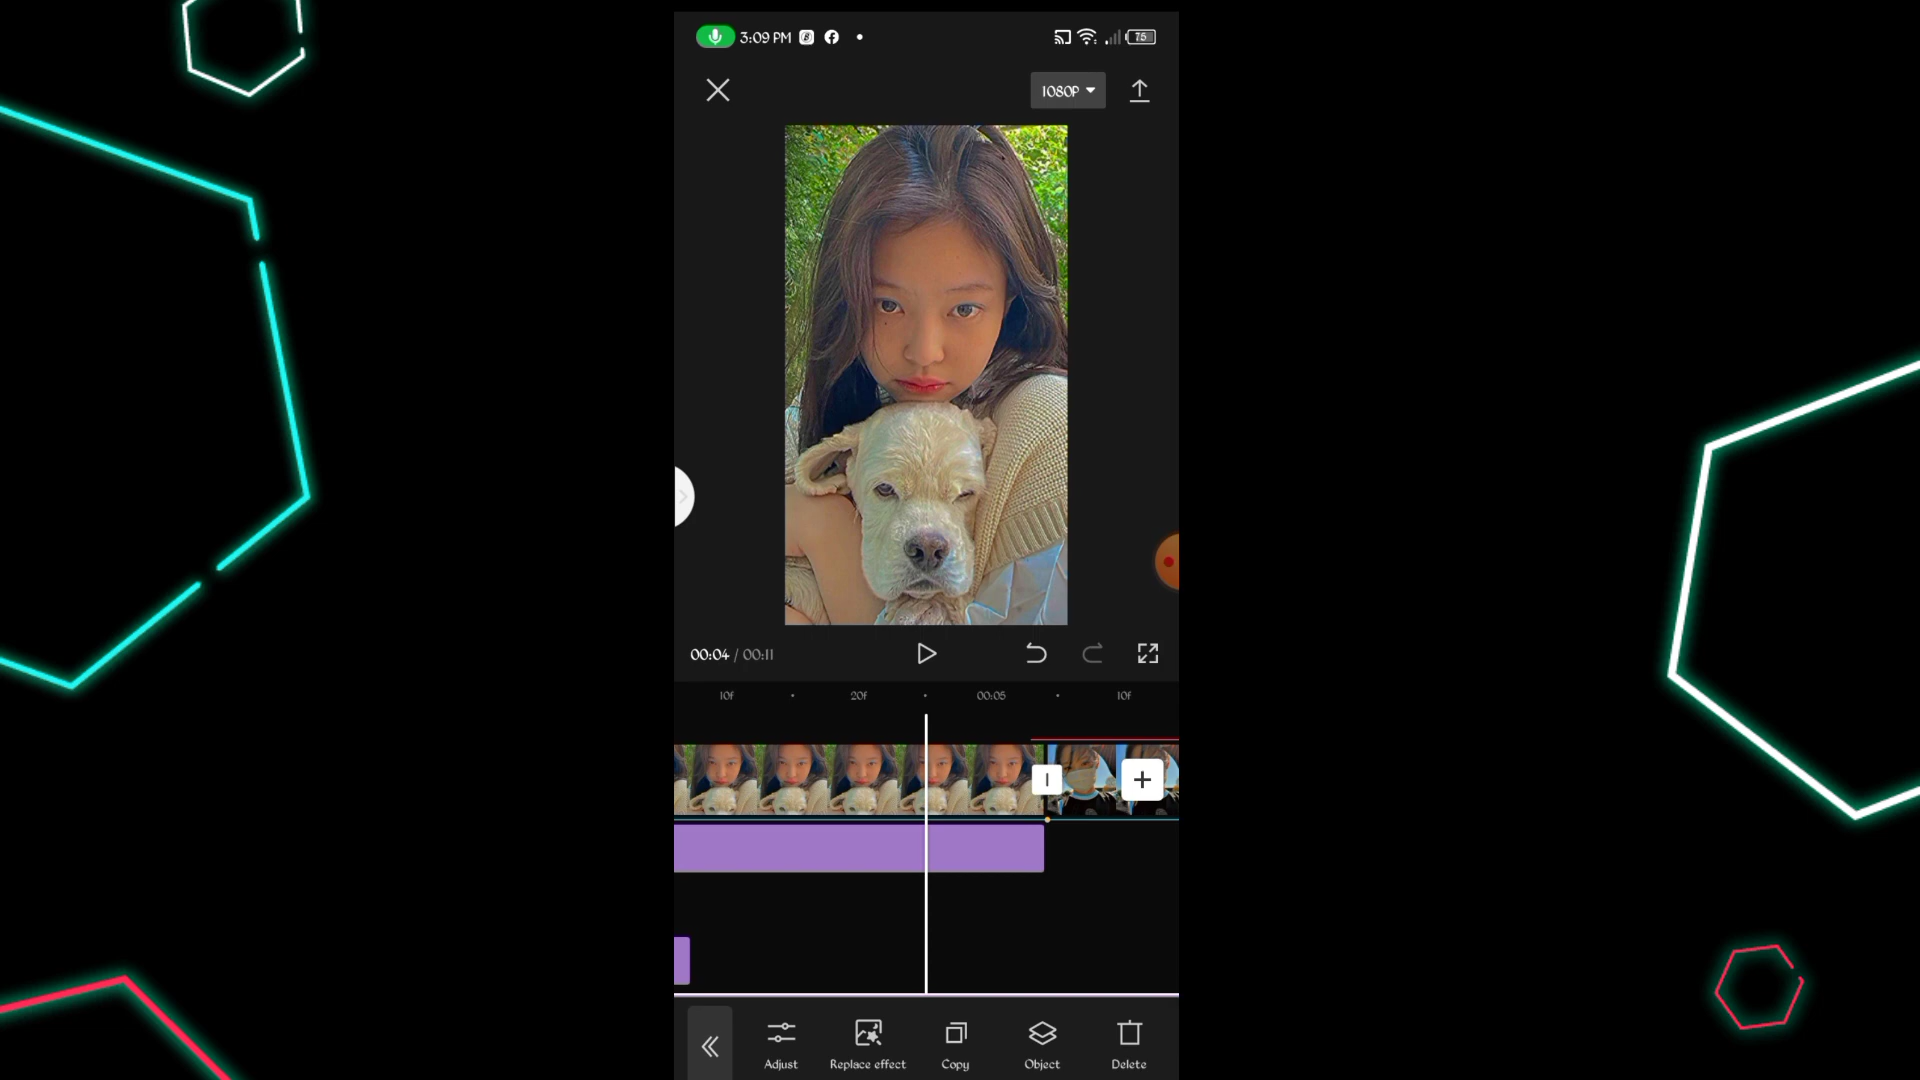 3:09 PM
75
1080P
00:04 / 00:11
10f 20f 00:05 10f
Adjust Replace effect Copy Object Delete